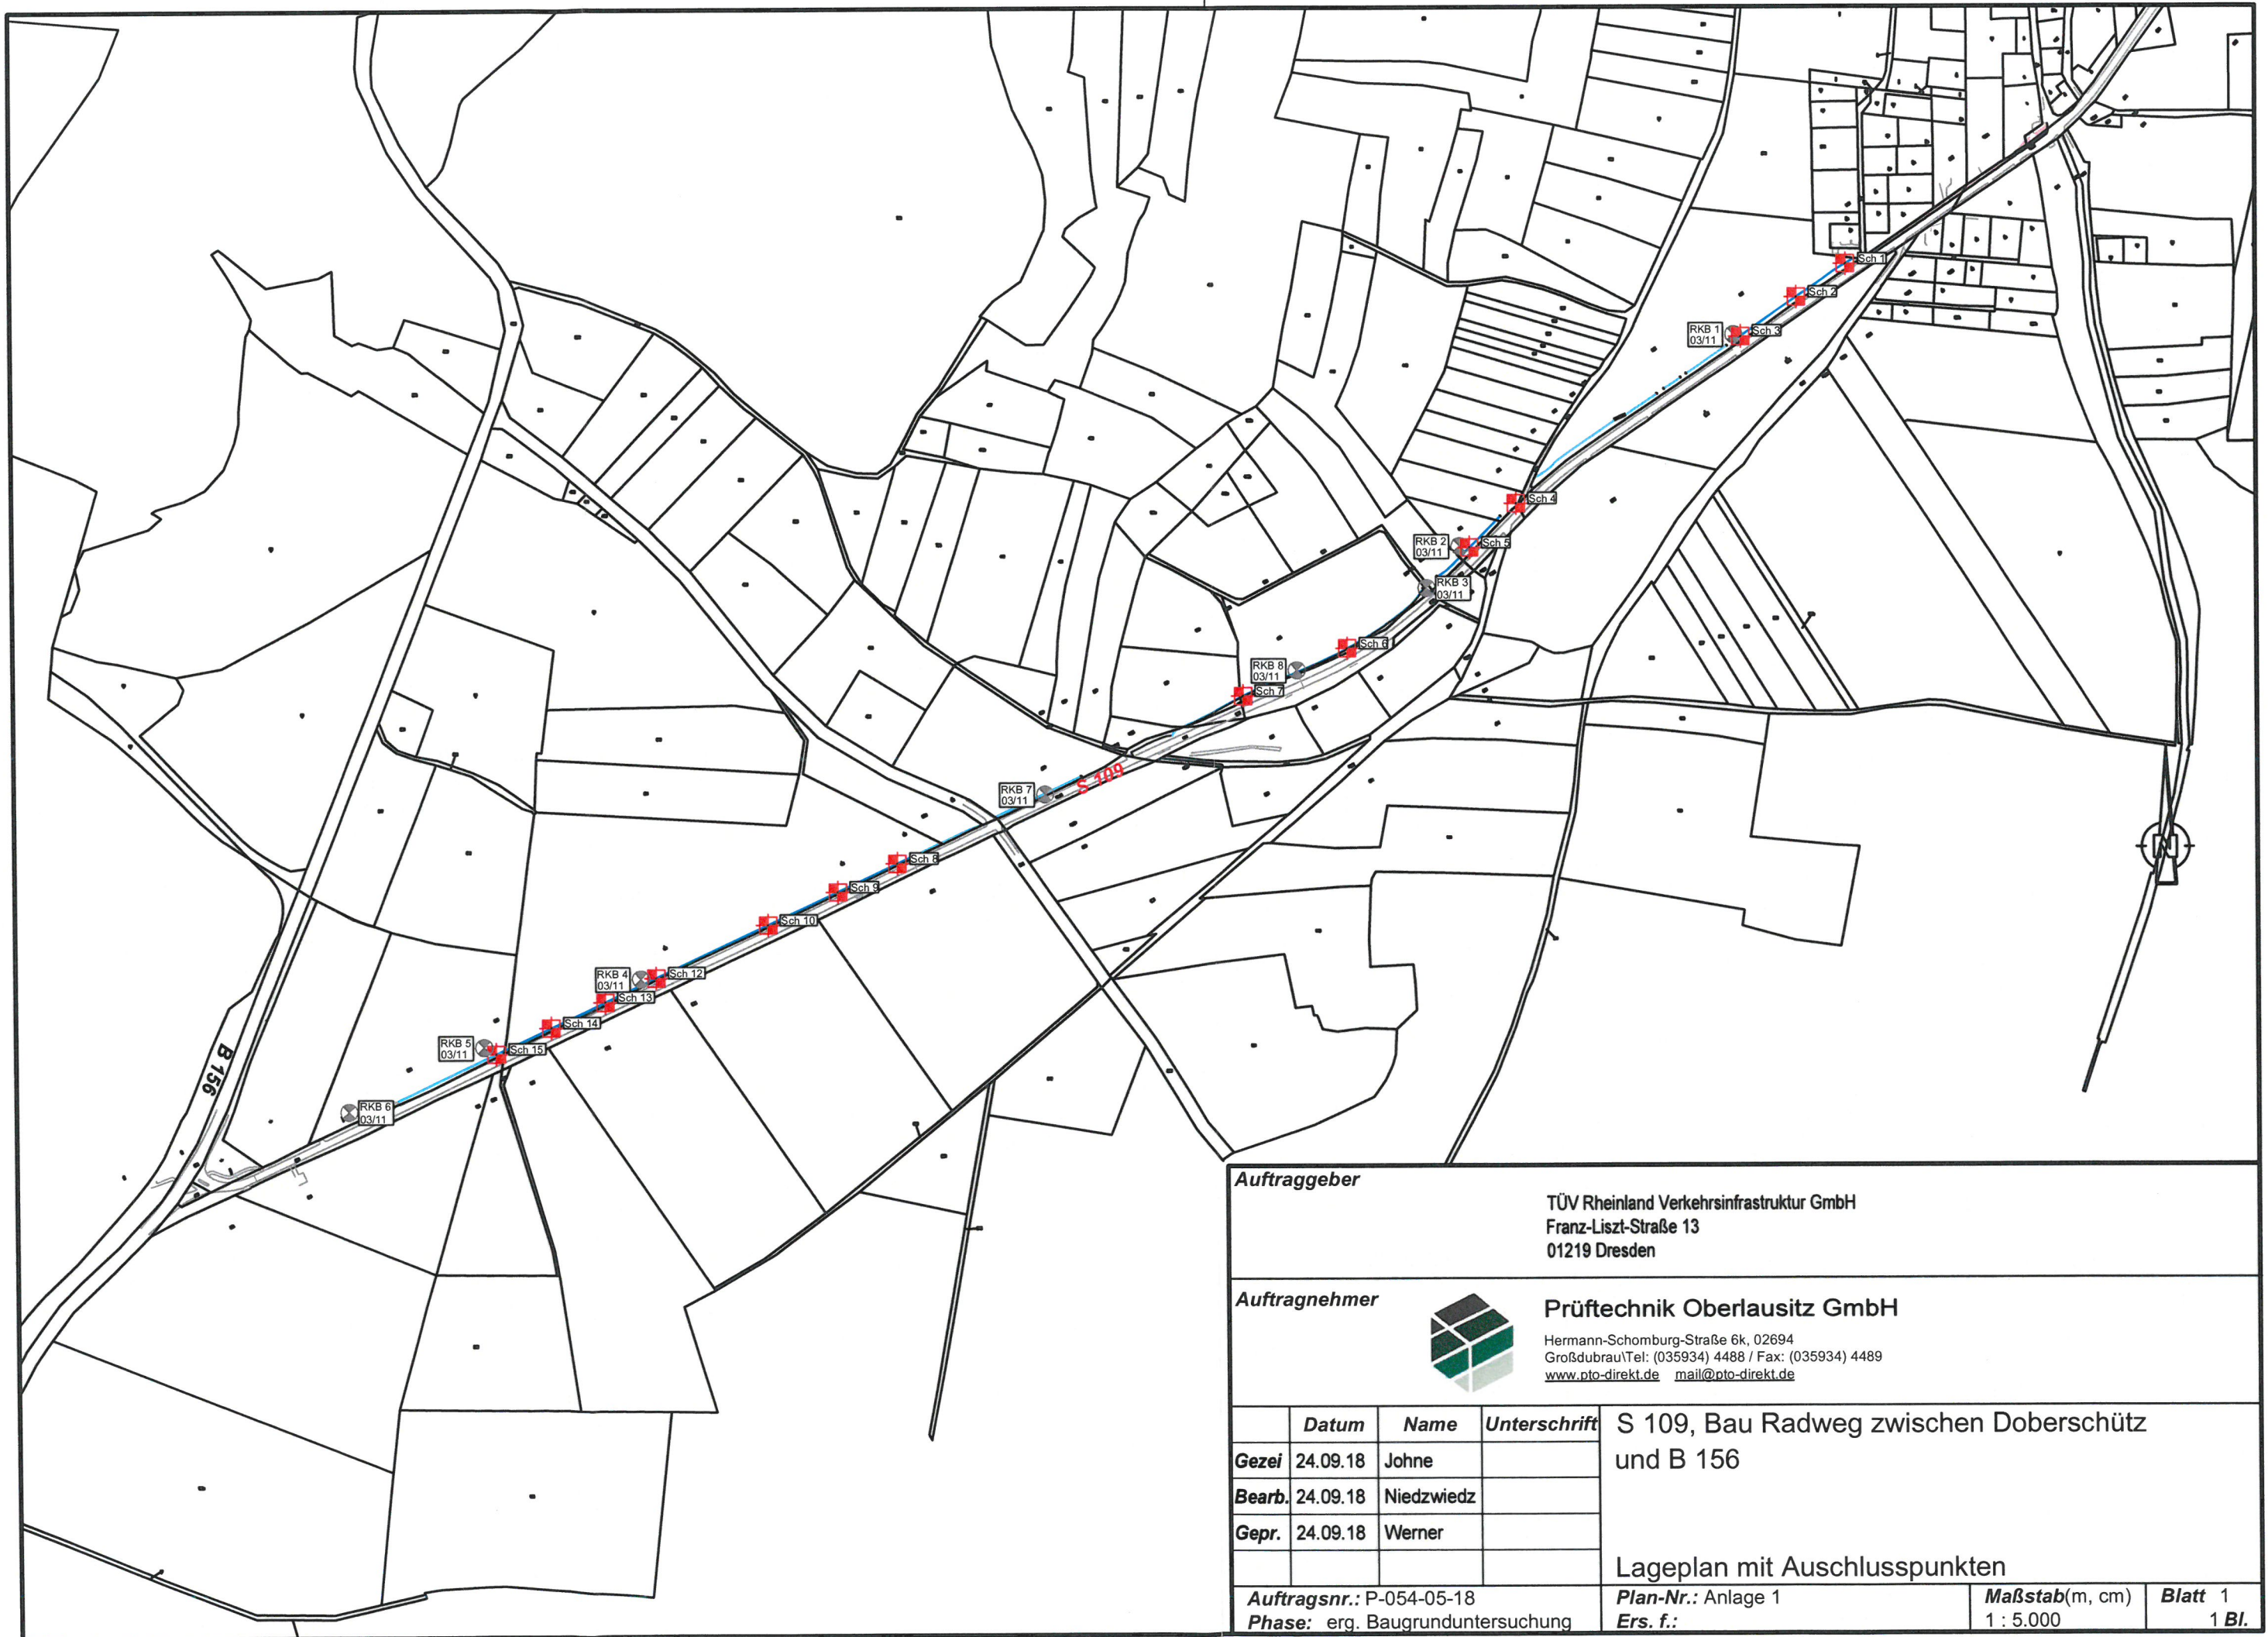 Sch 1
Sch 2
RKB 1
03/11
Sch 3
Sch 4
RKB 2
03/11
Sch 5
RKB 3
03/11
Sch 6
RKB 8
03/11
Sch 7
S 109
RKB 7
03/11
Sch 8
Sch 9
Sch 10
RKB 4
03/11
Sch 12
Sch 13
Sch 14
RKB 5
03/11
Sch 15
RKB 6
03/11
B 156
N
Auftraggeber
TÜV Rheinland Verkehrsinfrastruktur GmbH
Franz-Liszt-Straße 13
01219 Dresden
Auftragnehmer
Prüftechnik Oberlausitz GmbH
Hermann-Schomburg-Straße 6k, 02694
Großdubrau\Tel: (035934) 4488 / Fax: (035934) 4489
www.pto-direkt.de mail@pto-direkt.de
Datum Name Unterschrift
Gezei 24.09.18 Johne
Bearb. 24.09.18 Niedzwiedz
Gepr. 24.09.18 Werner
S 109, Bau Radweg zwischen Doberschütz
und B 156
Lageplan mit Auschlusspunkten
Auftragsnr.: P-054-05-18
Phase: erg. Baugrunduntersuchung
Plan-Nr.: Anlage 1
Ers. f.:
Maßstab(m, cm)
1 : 5.000
Blatt 1
1 Bl.